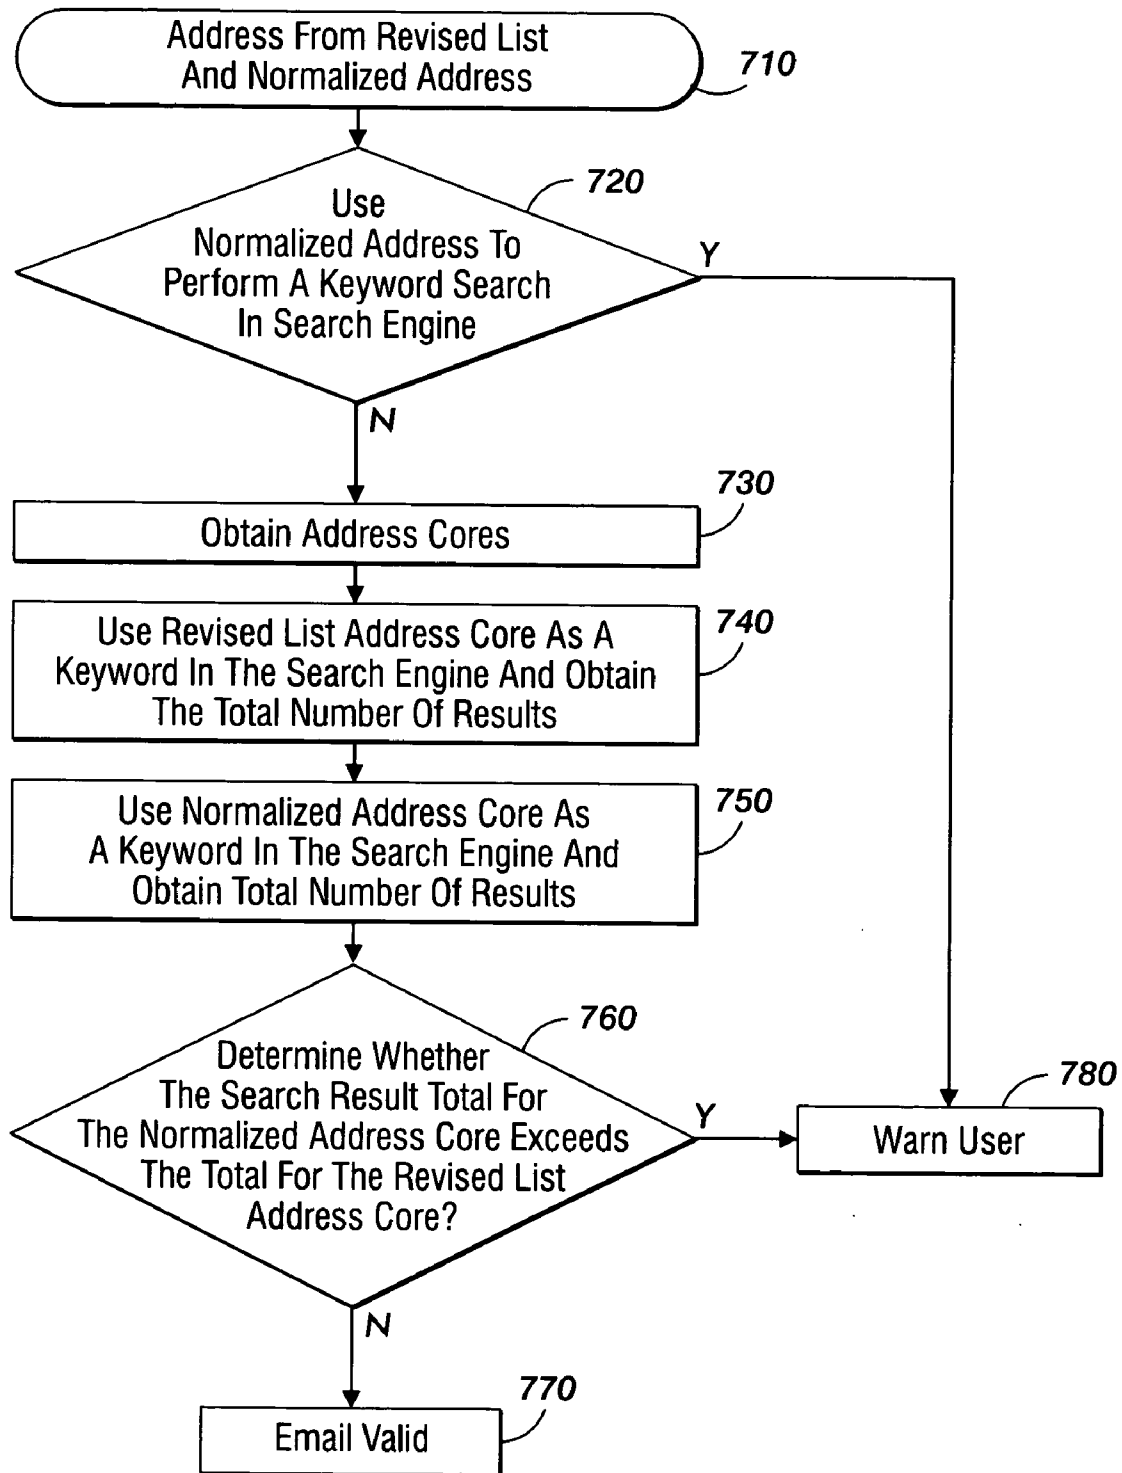 Address From Revised List
And Normalized Address
710
720
Use
Normalized Address To
Perform A Keyword Search
In Search Engine
Y
N
730
Obtain Address Cores
740
Use Revised List Address Core As A
Keyword In The Search Engine And Obtain
The Total Number Of Results
750
Use Normalized Address Core As
A Keyword In The Search Engine And
Obtain Total Number Of Results
760
Determine Whether
The Search Result Total For
The Normalized Address Core Exceeds
The Total For The Revised List
Address Core?
Y
780
Warn User
N
770
Email Valid